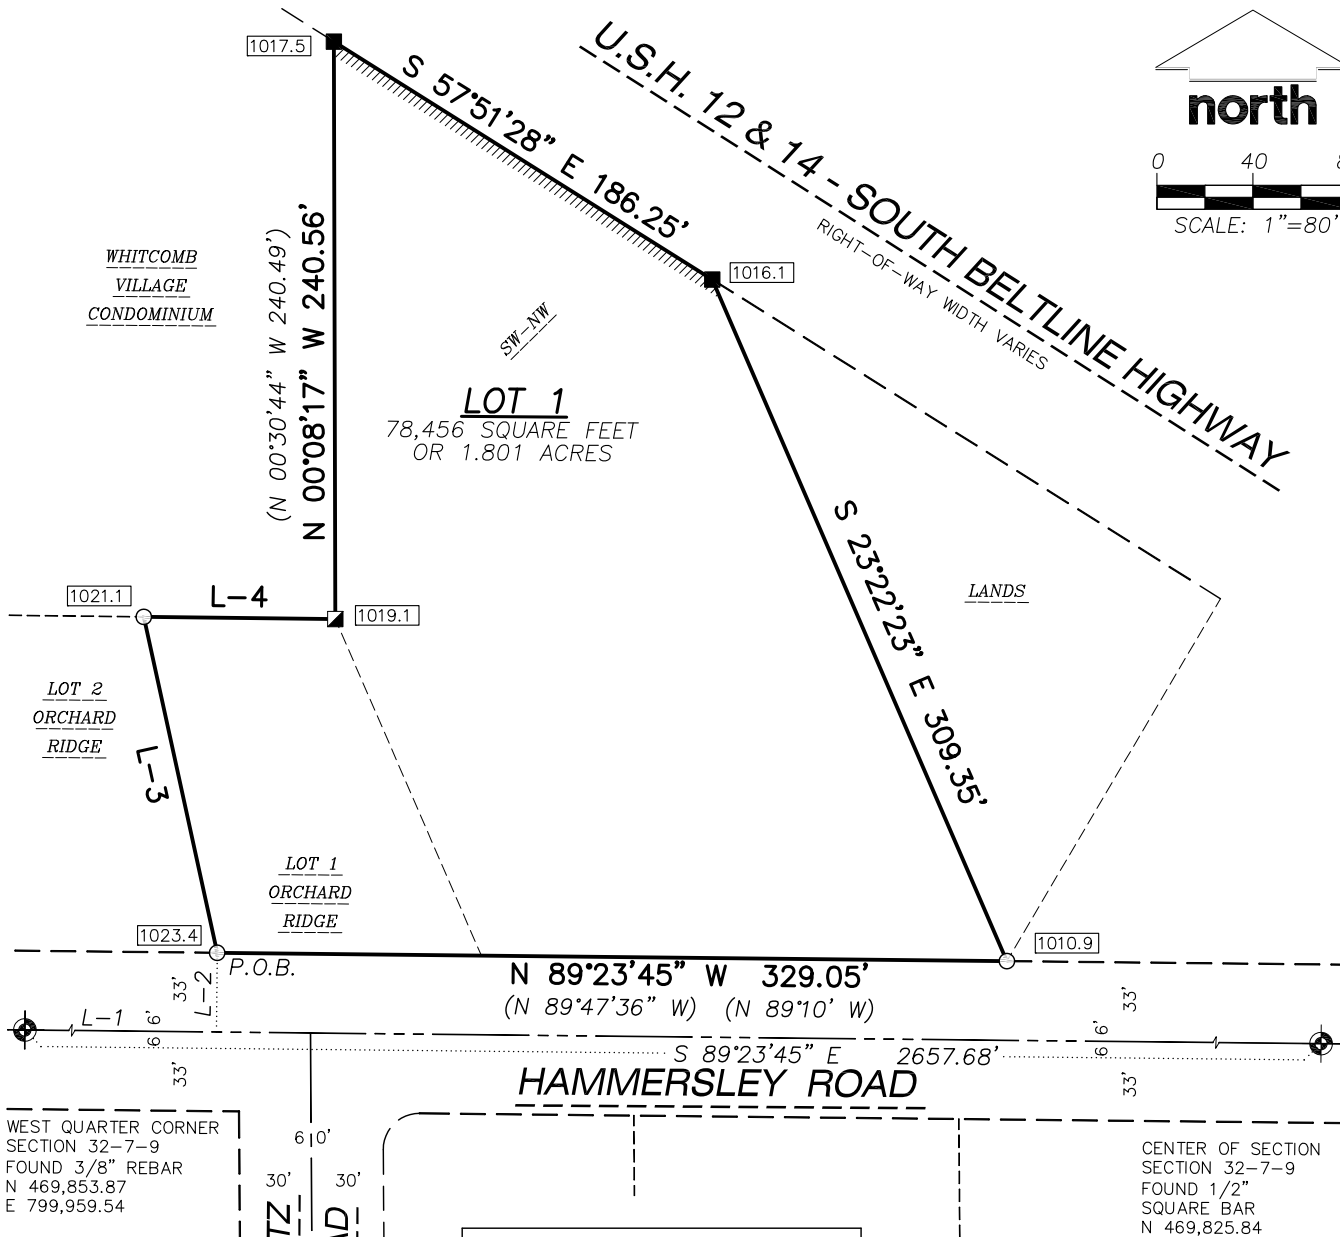 1017.5
S 57°51'28" E 186.25'
U.S.H. 12 & 14 - SOUTH BELTLINE HIGHWAY
RIGHT-OF-WAY WIDTH VARIES
north
0 40
SCALE: 1"=80'
WHITCOMB
VILLAGE
CONDOMINIUM
(N 00°30'44" W 240.49')
N 00°08'17" W 240.56'
1016.1
SW-NW
LOT 1
78,456 SQUARE FEET
OR 1.801 ACRES
S 23°22'23" E 309.35'
LANDS
1021.1
L-4
1019.1
LOT 2
ORCHARD
RIDGE
L-3
LOT 1
ORCHARD
RIDGE
1023.4
P.O.B.
1010.9
N 89°23'45" W 329.05'
(N 89°47'36" W) (N 89°10' W)
33'
L-2
33'
L-1
6'
6'
6'
6'
S 89°23'45" E 2657.68'
33'
33'
HAMMERSLEY ROAD
WEST QUARTER CORNER
SECTION 32-7-9
FOUND 3/8" REBAR
N 469,853.87
E 799,959.54
60'
30' 30'
TZ
AD
CENTER OF SECTION
SECTION 32-7-9
FOUND 1/2"
SQUARE BAR
N 469,825.84